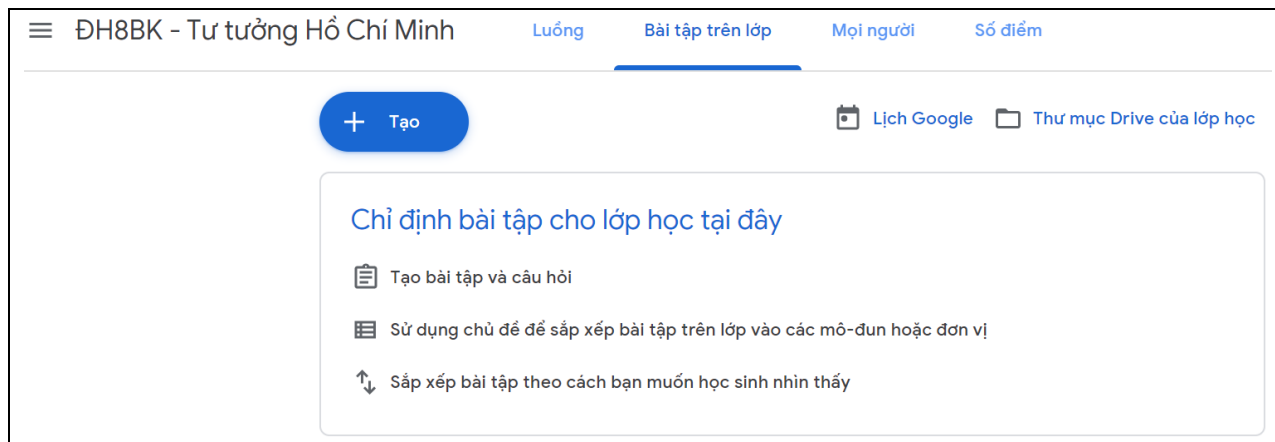 ĐH8BK - Tư tưởng Hồ Chí Minh Luồng Bài tập trên lớp Mọi người Số điểm
Tạo Lịch Google Thư mục Drive của lớp học
Chỉ định bài tập cho lớp học tại đây
Tạo bài tập và câu hỏi
Sử dụng chủ đề để sắp xếp bài tập trên lớp vào các mô-đun hoặc đơn vị
Sắp xếp bài tập theo cách bạn muốn học sinh nhìn thấy